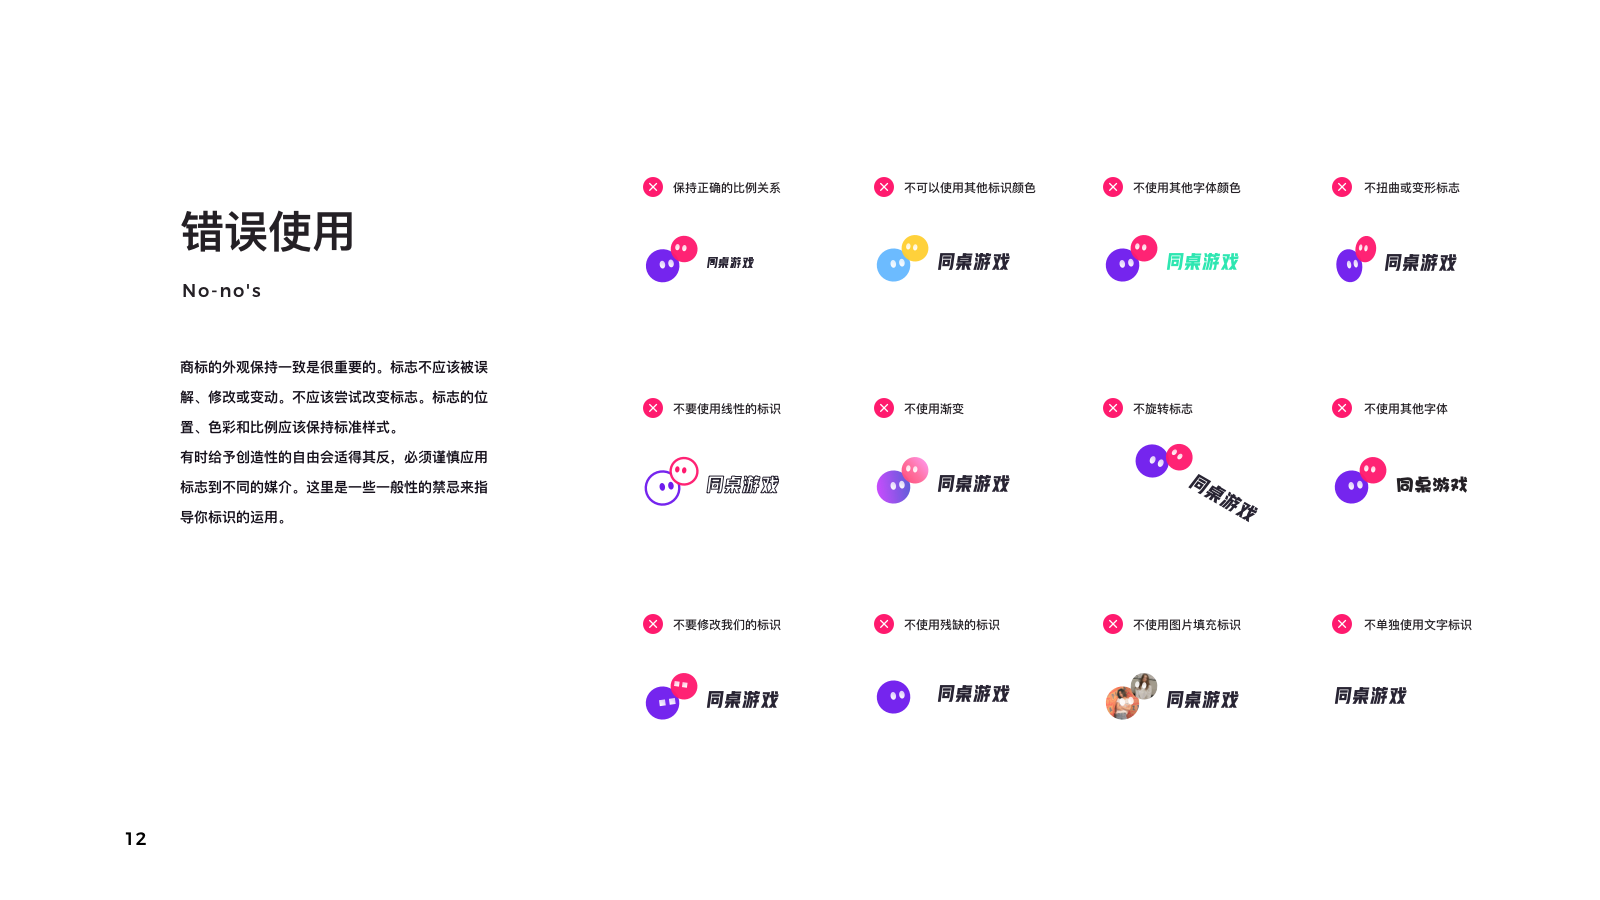 错误使用
No-no's
商标的外观保持一致是很重要的。标志不应该被误
解、修改或变动。不应该尝试改变标志。标志的位
置、色彩和比例应该保持标准样式。
有时给予创造性的自由会适得其反，必须谨慎应用
标志到不同的媒介。这里是一些一般性的禁忌来指
导你标识的运用。
保持正确的比例关系
不可以使用其他标识颜色
不使用其他字体颜色
不扭曲或变形标志
同桌游戏
同桌游戏
同桌游戏
同桌游戏
不要使用线性的标识
不使用渐变
不旋转标志
不使用其他字体
同桌游戏
同桌游戏
同桌游戏
同桌游戏
不要修改我们的标识
不使用残缺的标识
不使用图片填充标识
不单独使用文字标识
同桌游戏
同桌游戏
同桌游戏
同桌游戏
12